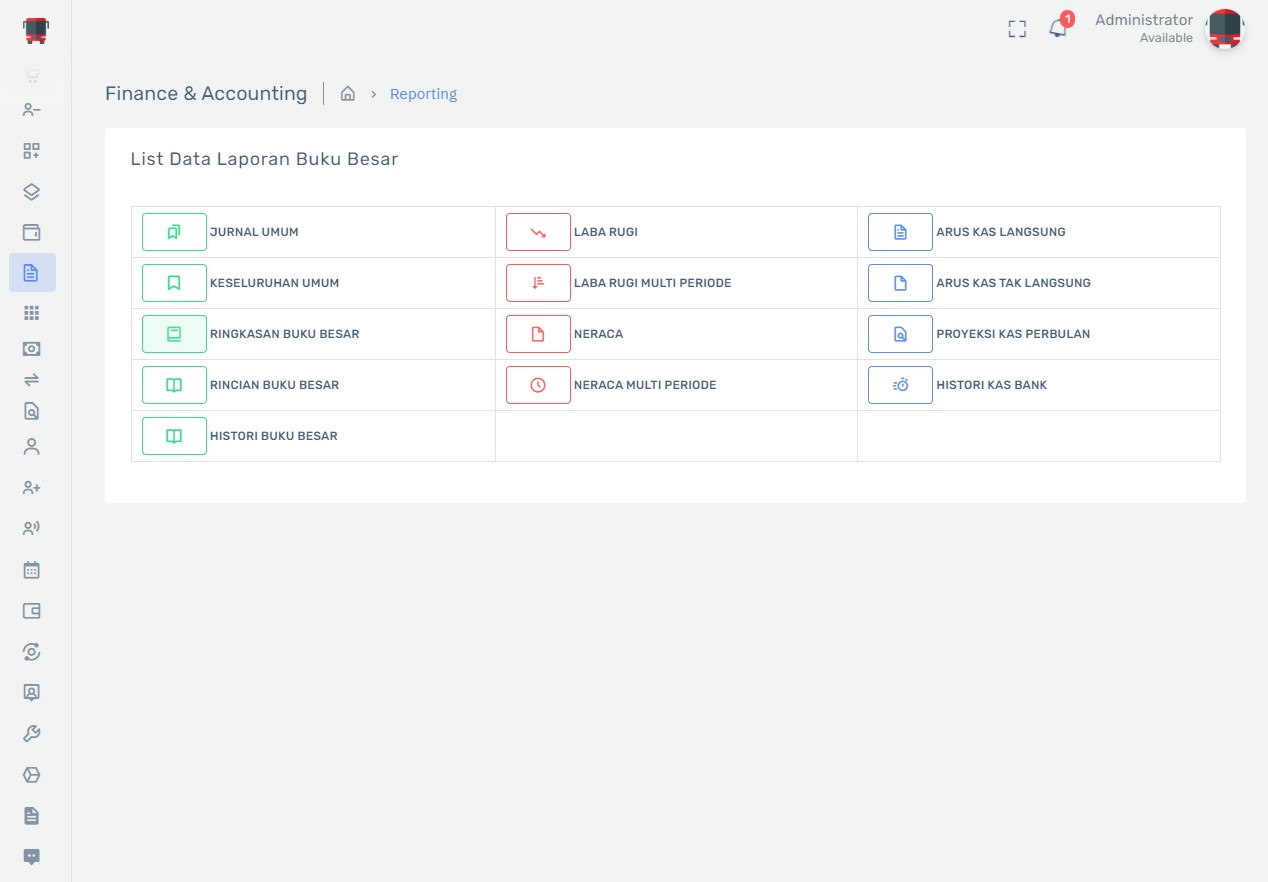 1
Administrator
Available
Finance & Accounting
Reporting
List Data Laporan Buku Besar
JURNAL UMUM LABA RUGI ARUS KAS LANGSUNG
KESELURUHAN UMUM LABA RUGI MULTI PERIODE ARUS KAS TAK LANGSUNG
RINGKASAN BUKU BESAR NERACA PROYEKSI KAS PERBULAN
RINCIAN BUKU BESAR NERACA MULTI PERIODE HISTORI KAS BANK
HISTORI BUKU BESAR